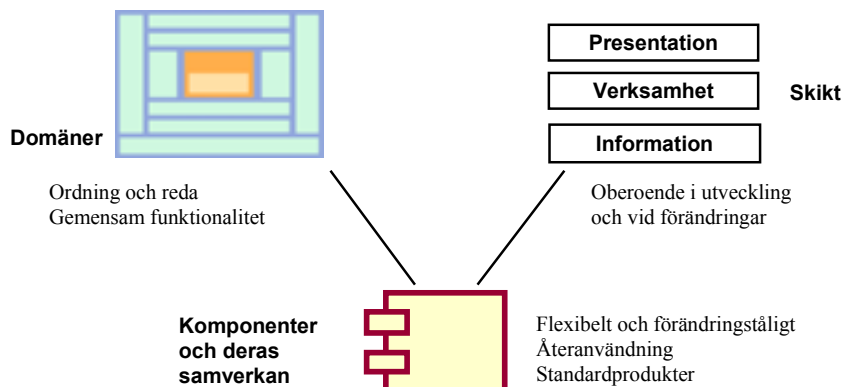 Presentation
Verksamhet
Skikt
Information
Domäner
Ordning och reda
Gemensam funktionalitet
Oberoende i utveckling
och vid förändringar
Komponenter
och deras
samverkan
Flexibelt och förändringståligt
Återanvändning
Standardprodukter